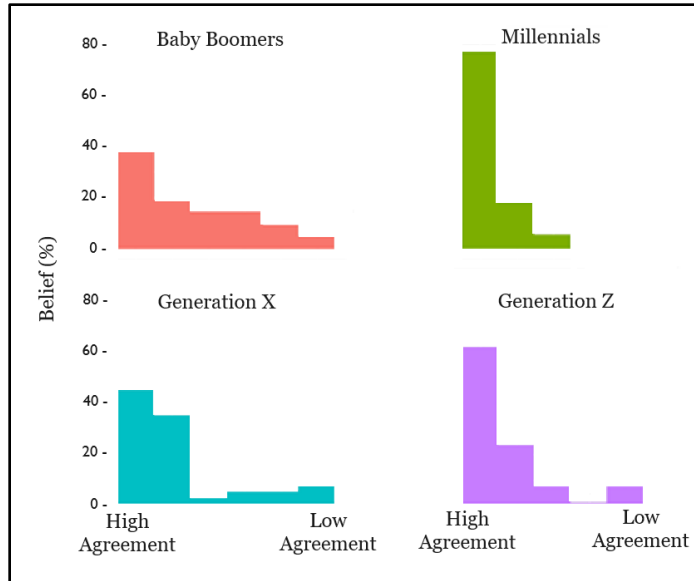 Baby Boomers
Millennials
80 -
60 -
40 -
20 -
0 -
Belief (%)
Generation X
Generation Z
80 -
60 -
40 -
20 -
0 -
High
Agreement
Low
Agreement
High
Agreement
Low
Agreement